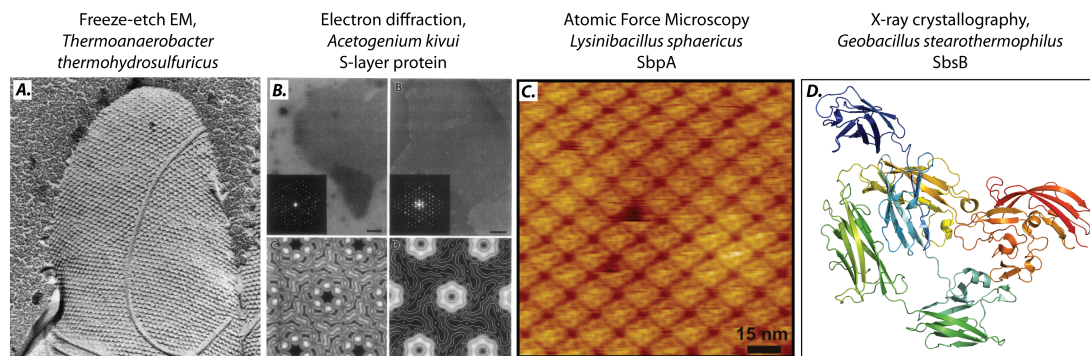 Freeze-etch EM,
Thermoanaerobacter
thermohydrosulfuricus
Electron diffraction,
Acetogenium kivui
S-layer protein
Atomic Force Microscopy
Lysinibacillus sphaericus
SbpA
X-ray crystallography,
Geobacillus stearothermophilus
SbsB
A.
B.
B
C
D
C.
15 nm
D.